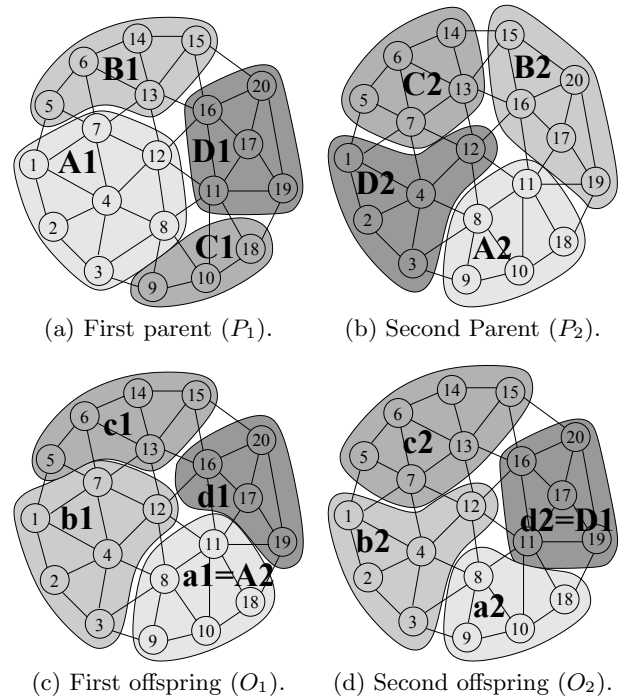 14 15
6
B1
20
13
5 16
7
17
12
1 A1 D1
11 19
4
2 8
C1 18
3
10
9
(a) First parent (P₁).
14 15
B2
6
20
C2
13
5 16
7
17
12
1
D2 11 19
4
2 8
A2 18
3
10
9
(b) Second Parent (P₂).
14 15
6
c1
20
13
5 16
7
d1 17
12
1 b1
11 19
4
2 8
a1=A2
18
3
10
9
(c) First offspring (O₁).
14 15
6
20
c2
13
5 16
7
17
12
1 d2=D1
b2 11 19
4
2 8
a2 18
3
10
9
(d) Second offspring (O₂).